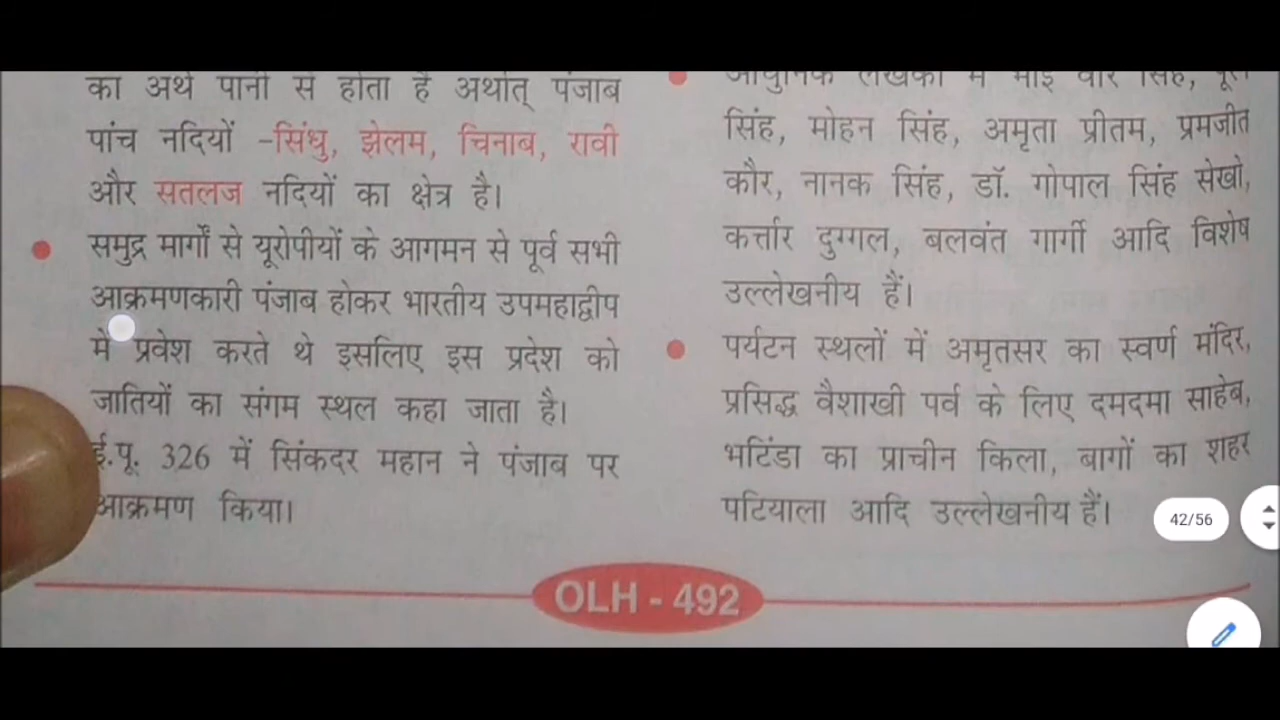 का अर्थ पानी से होता है अर्थात् पंजाब
पांच नदियों -सिंधु, झेलम, चिनाब, रावी
और सतलज नदियों का क्षेत्र है।
समुद्र मार्गों से यूरोपीयों के आगमन से पूर्व सभी
आक्रमणकारी पंजाब होकर भारतीय उपमहाद्वीप
में प्रवेश करते थे इसलिए इस प्रदेश को
जातियों का संगम स्थल कहा जाता है।
ई.पू. 326 में सिंकदर महान ने पंजाब पर
आक्रमण किया।
आधुनिक लेखकों में भाई वीर सिंह,
सिंह, मोहन सिंह, अमृता प्रीतम, प्रमजीत
कौर, नानक सिंह, डॉ. गोपाल सिंह सेखो,
कर्त्तार दुग्गल, बलवंत गार्गी आदि विशेष
उल्लेखनीय हैं।
पर्यटन स्थलों में अमृतसर का स्वर्ण मंदिर,
प्रसिद्ध वैशाखी पर्व के लिए दमदमा साहेब,
भटिंडा का प्राचीन किला, बागों का शहर
पटियाला आदि उल्लेखनीय हैं।
42/56
OLH - 492